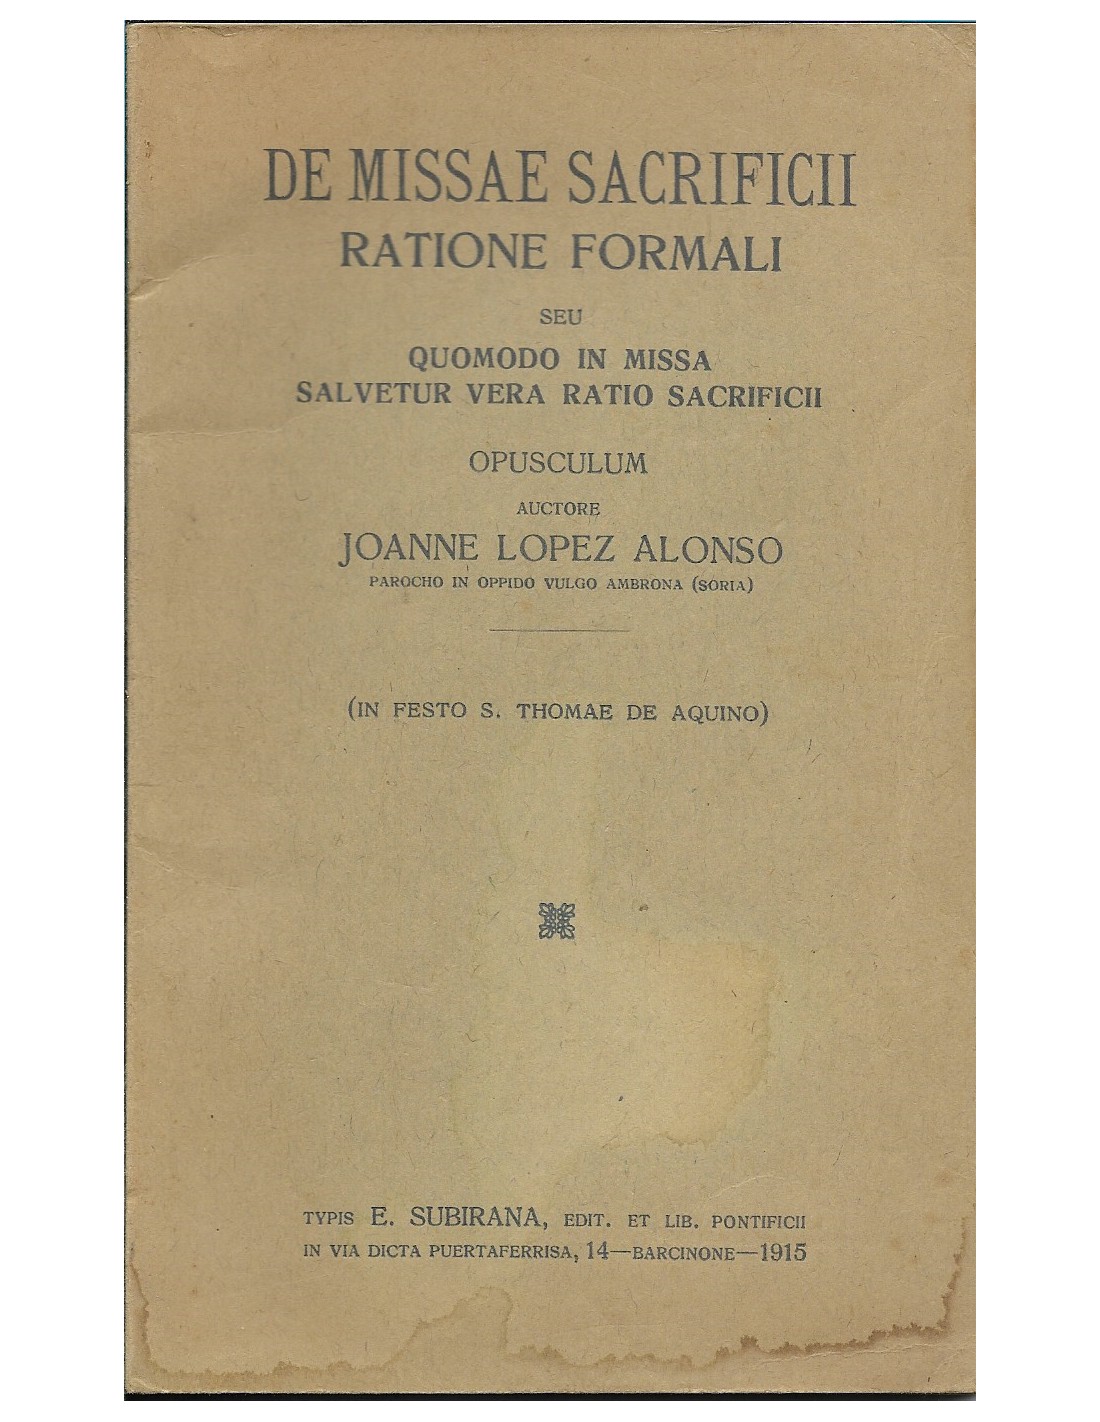 DE MISSAE SACRIFICII
RATIONE FORMALI
SEU
QUOMODO IN MISSA
SALVETUR VERA RATIO SACRIFICII
OPUSCULUM
AUCTORE
JOANNE LOPEZ ALONSO
PAROCHO IN OPPIDO VULGO AMBRONA (SORIA)
(IN FESTO S. THOMAE DE AQUINO)
TYPIS E. SUBIRANA, EDIT. ET LIB. PONTIFICII
IN VIA DICTA PUERTAFERRISA, 14—BARCINONE—1915